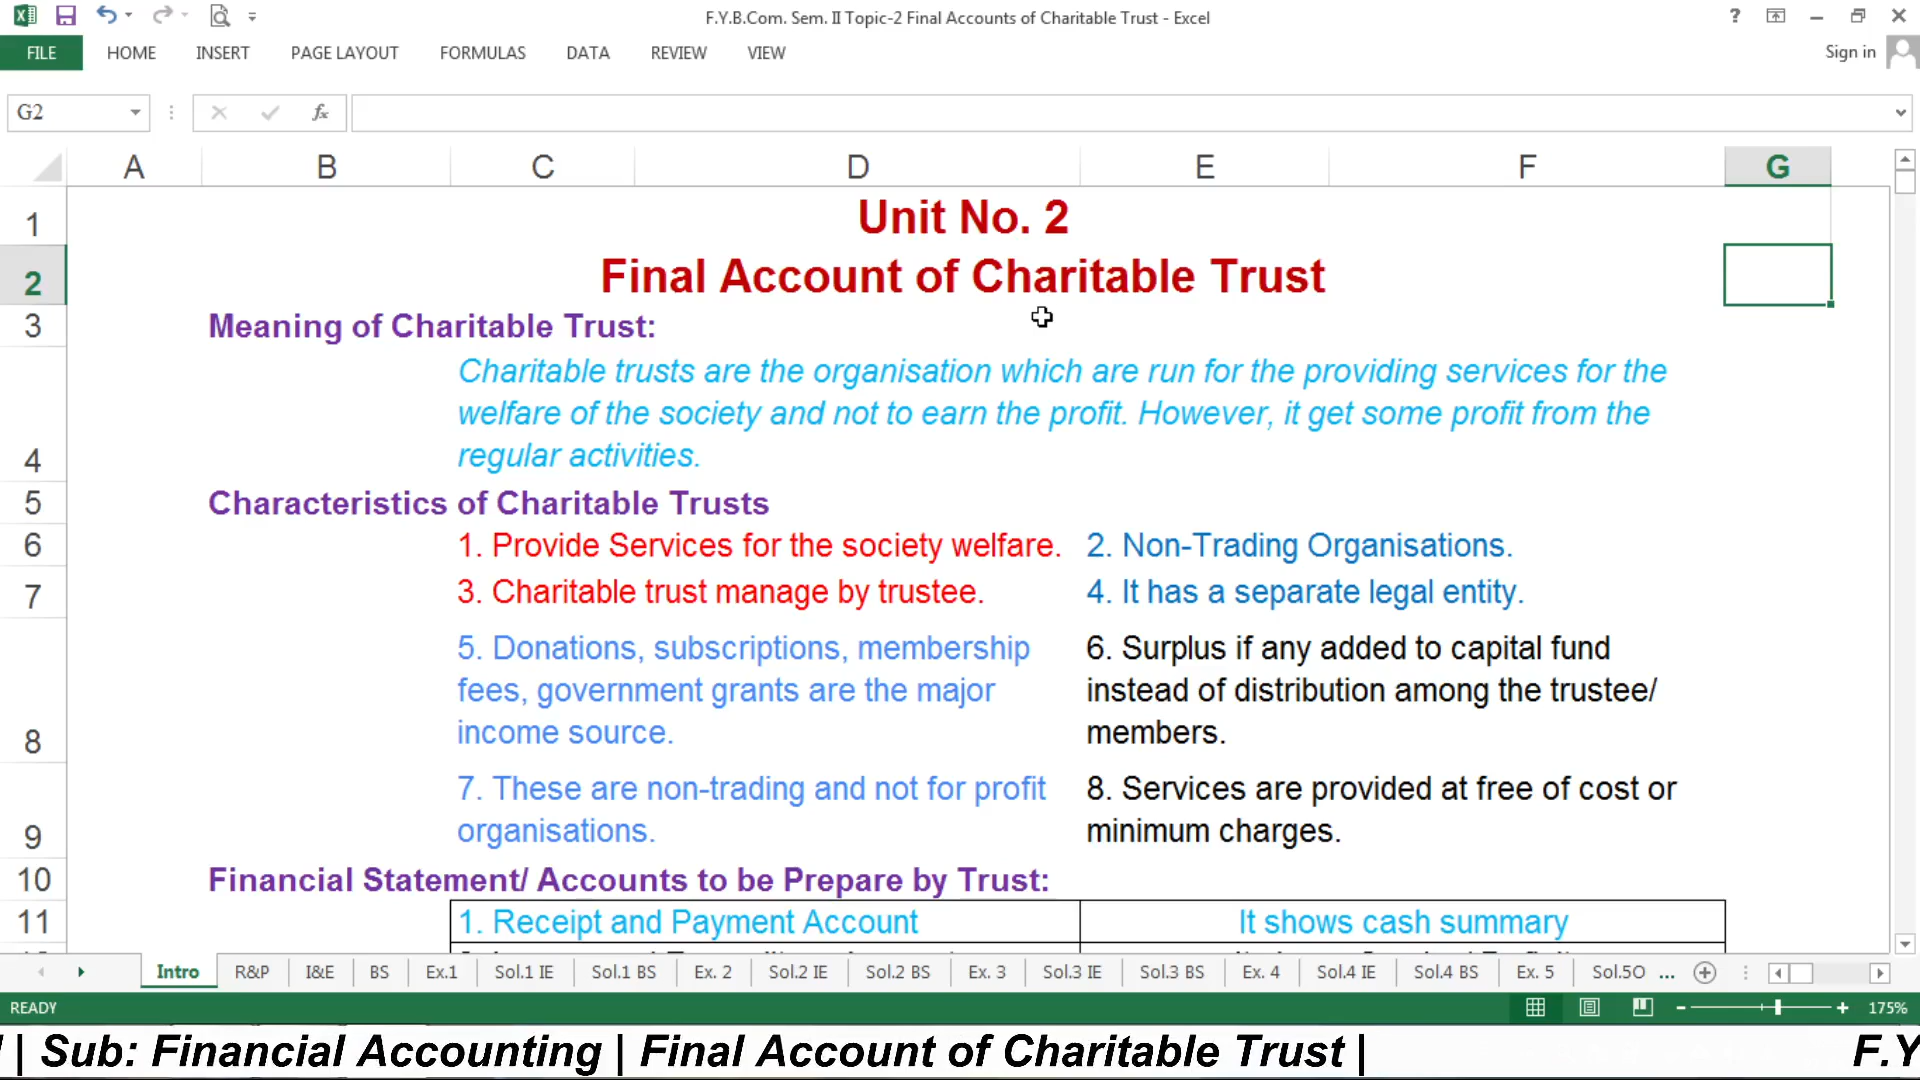 F.Y.B.Com. Sem. II Topic-2 Final Accounts of Charitable Trust - Excel
?
FILE HOME INSERT PAGE LAYOUT FORMULAS DATA REVIEW VIEW
Sign in
G2
fx
A B C D E F G
1 Unit No. 2
2 Final Account of Charitable Trust
3 Meaning of Charitable Trust:
Charitable trusts are the organisation which are run for the providing services for the
welfare of the society and not to earn the profit. However, it get some profit from the
4 regular activities.
5 Characteristics of Charitable Trusts
6 1. Provide Services for the society welfare. 2. Non-Trading Organisations.
7 3. Charitable trust manage by trustee. 4. It has a separate legal entity.
5. Donations, subscriptions, membership 6. Surplus if any added to capital fund
fees, government grants are the major instead of distribution among the trustee/
8 income source. members.
7. These are non-trading and not for profit 8. Services are provided at free of cost or
9 organisations. minimum charges.
10 Financial Statement/ Accounts to be Prepare by Trust:
11 1. Receipt and Payment Account It shows cash summary
Intro R&P I&E BS Ex.1 Sol.1 IE Sol.1 BS Ex. 2 Sol.2 IE Sol.2 BS Ex. 3 Sol.3 IE Sol.3 BS Ex. 4 Sol.4 IE Sol.4 BS Ex. 5 Sol.5O ...
READY 175%
| Sub: Financial Accounting | Final Account of Charitable Trust | F.Y